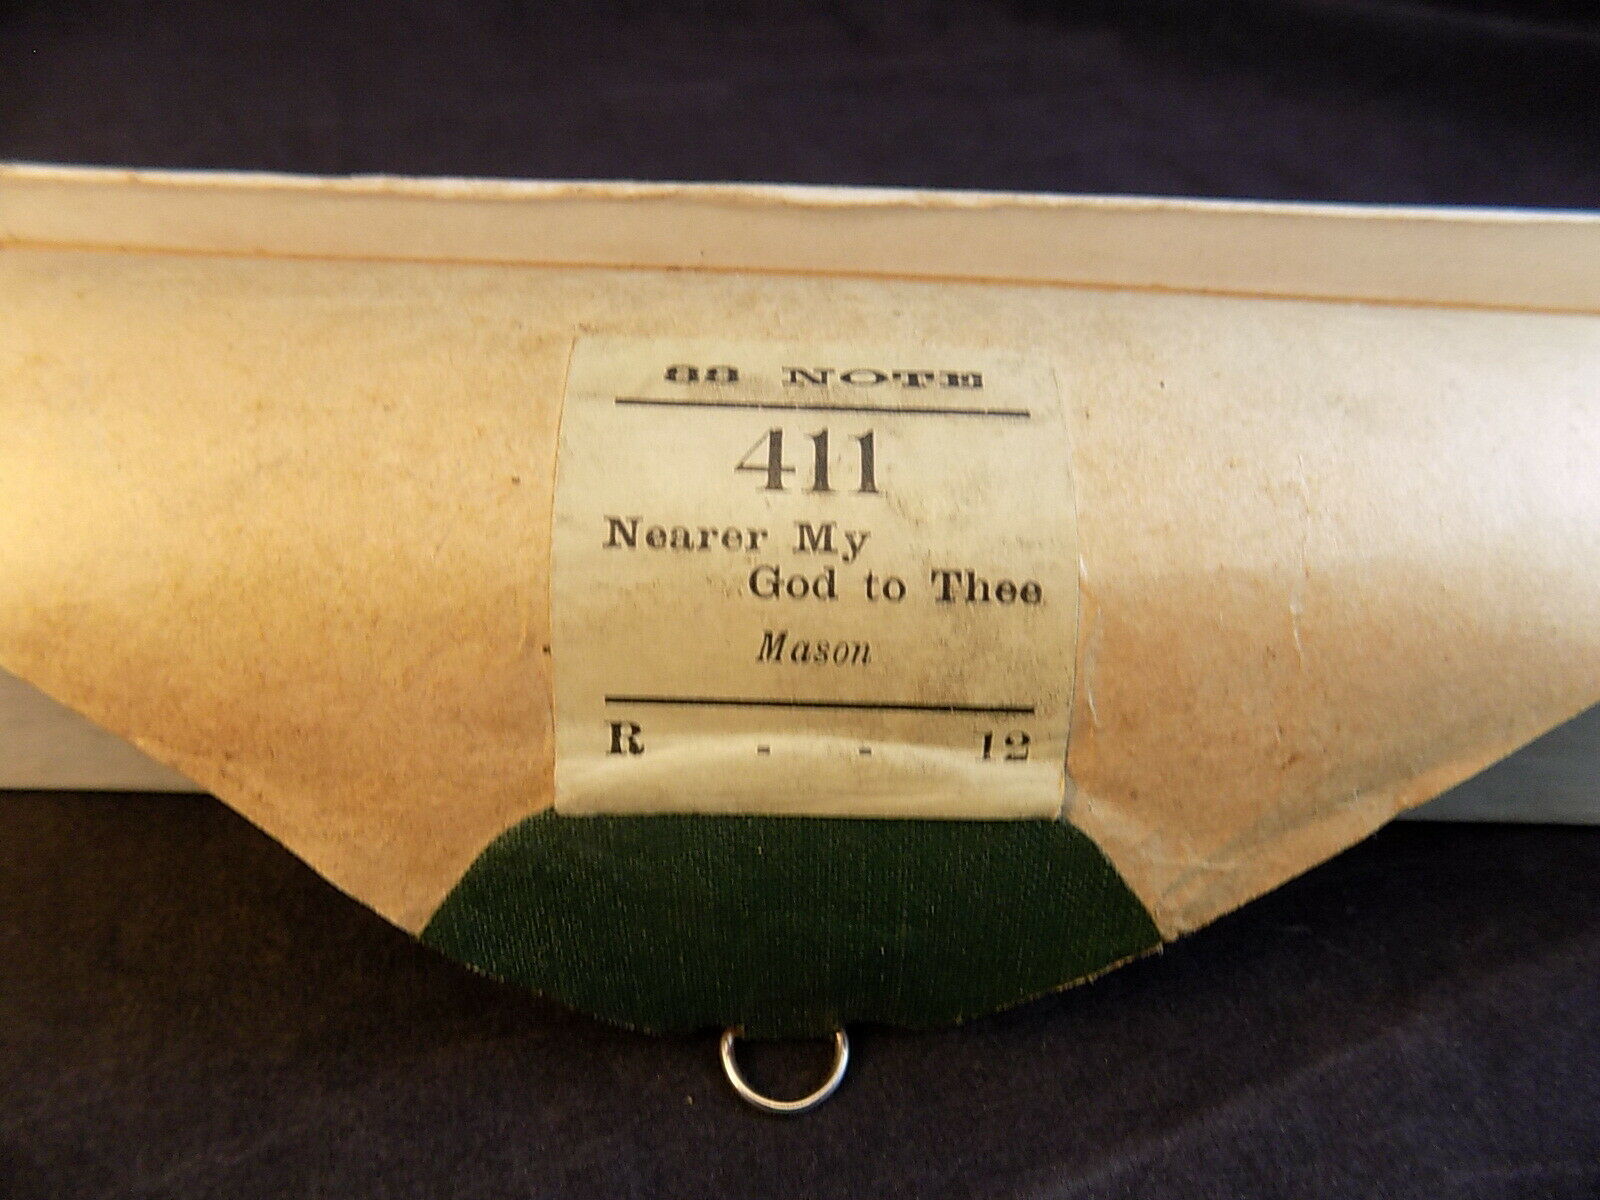 88 NOTE
411
Nearer My
God to Thee
Mason
R - - 12